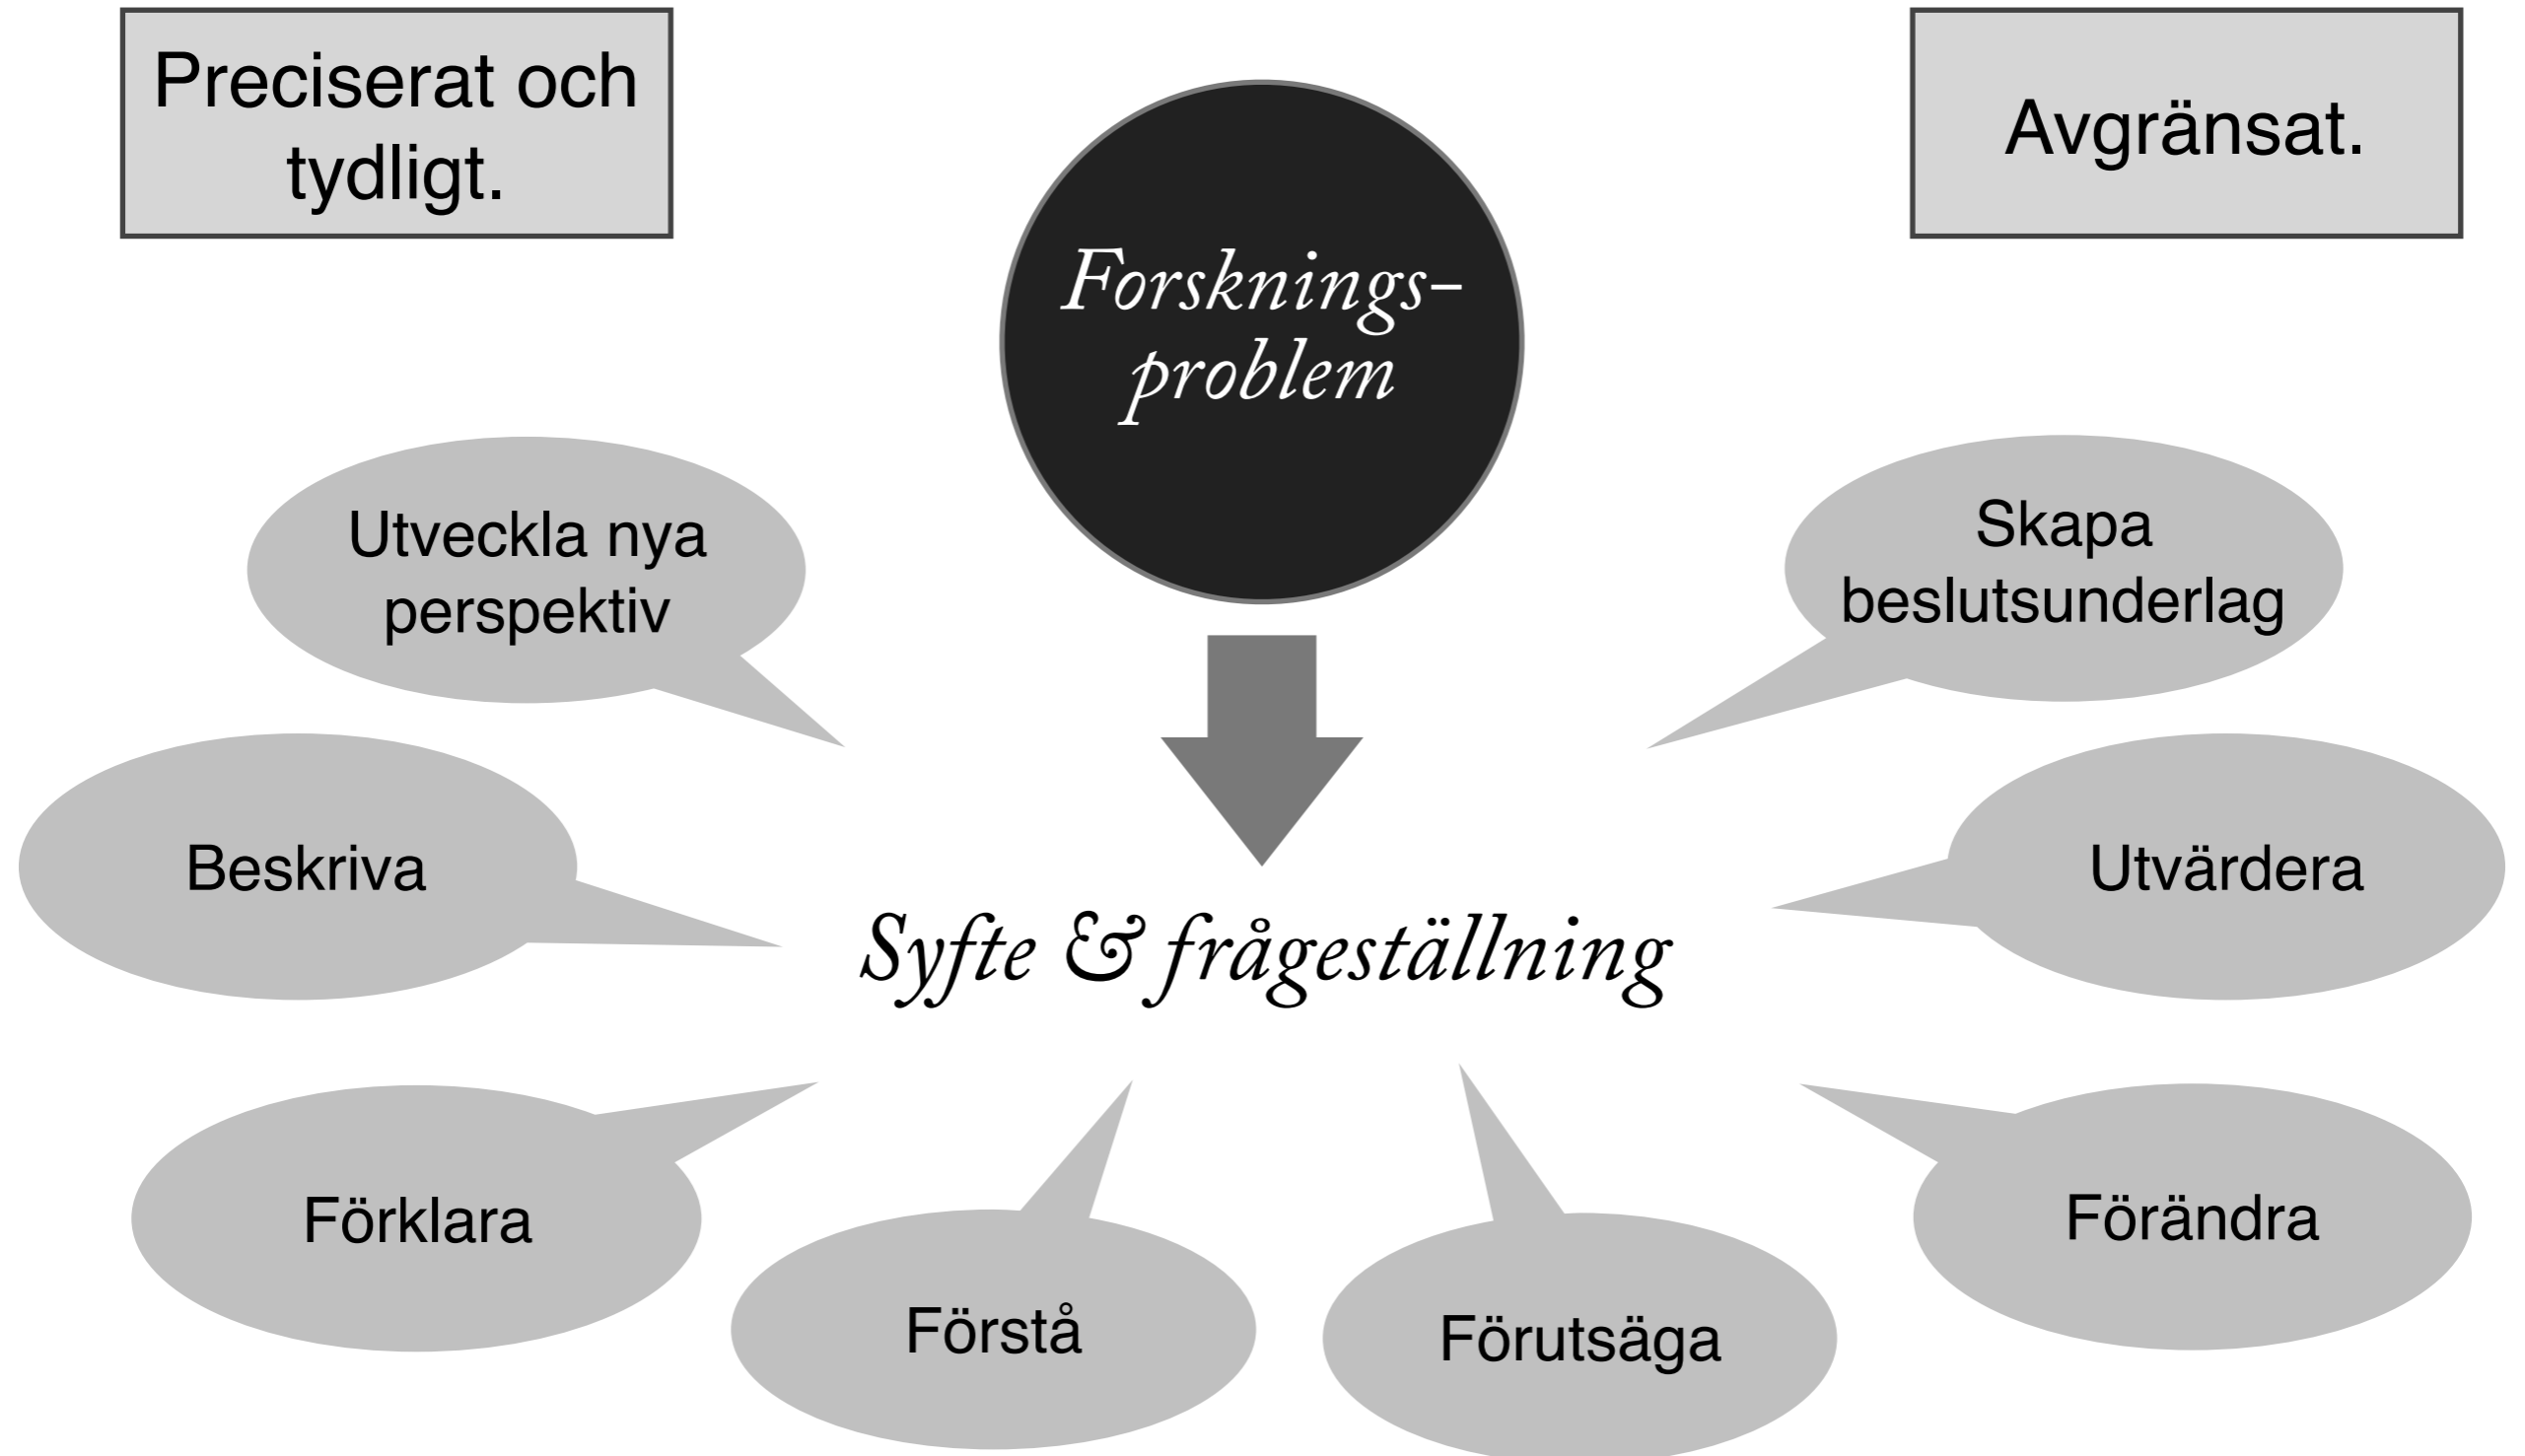 Preciserat och
tydligt.
Avgränsat.
Forsknings-
problem
Utveckla nya
perspektiv
Skapa
beslutsunderlag
Beskriva
Utvärdera
Syfte & frågeställning
Förklara
Förstå
Förutsäga
Förändra